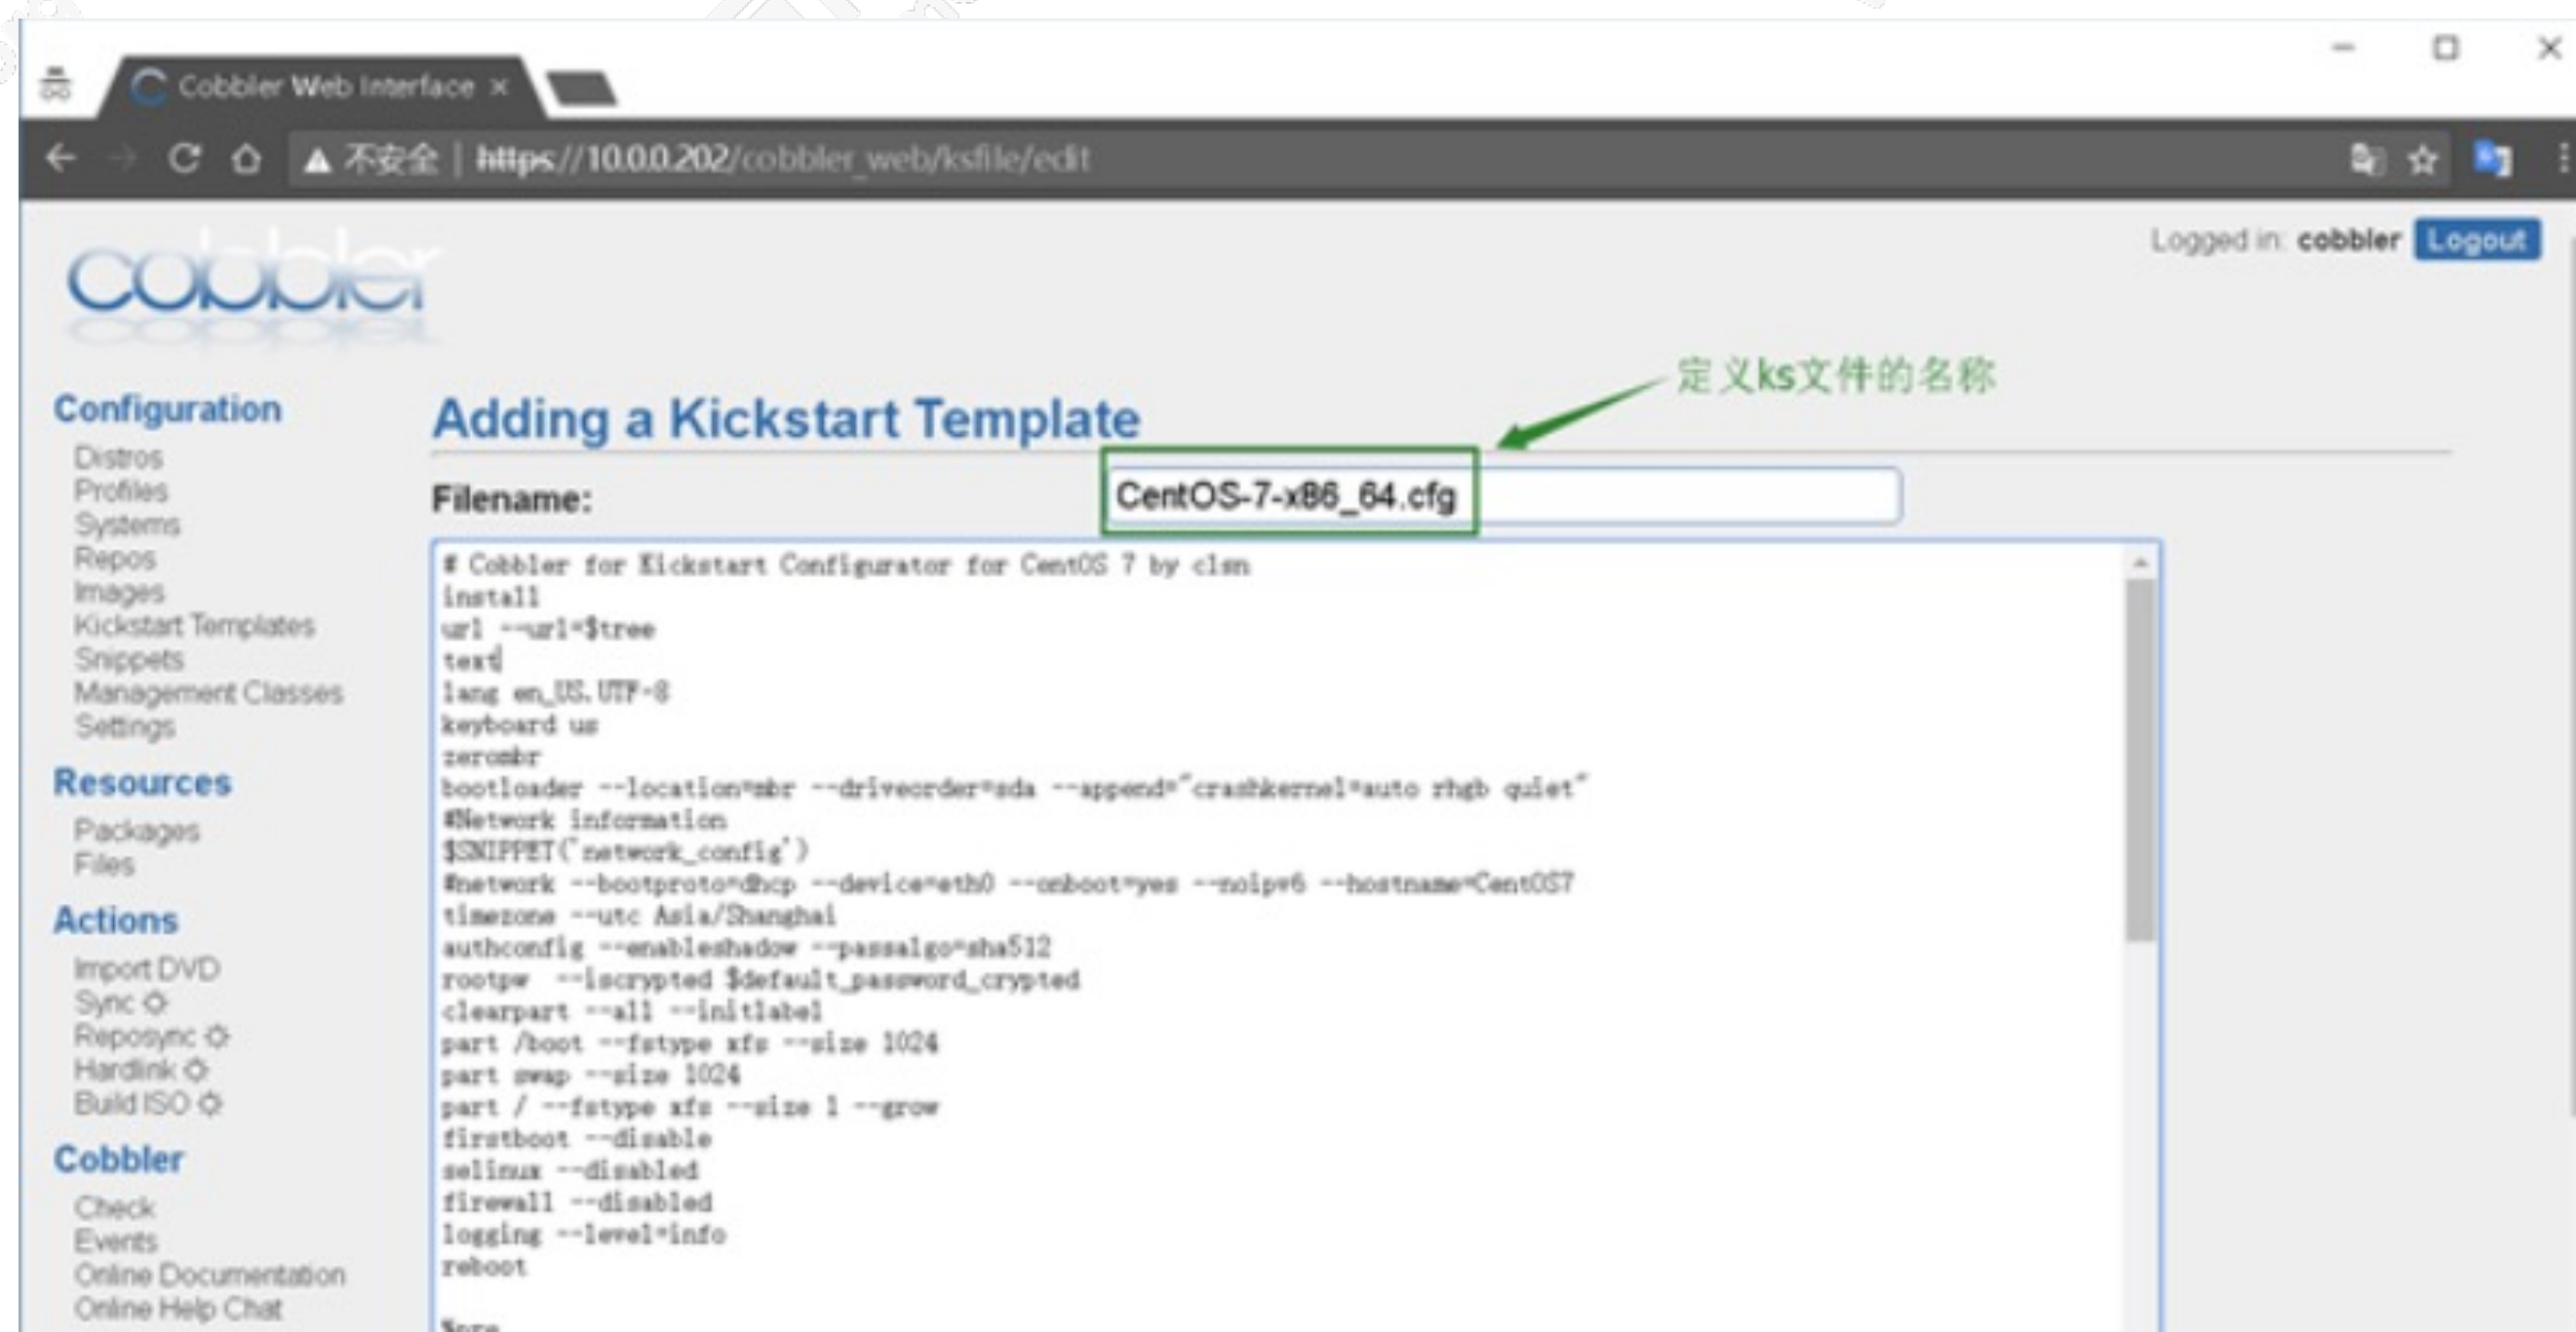 Cobbler Web Interface ×
不安全 | https://10.0.0.202/cobbler_web/ksfile/edit
cobbler
Logged in: cobbler Logout
定义ks文件的名称
Configuration
Distros
Profiles
Systems
Repos
Images
Kickstart Templates
Snippets
Management Classes
Settings
Resources
Packages
Files
Actions
Import DVD
Sync
Reposync
Hardlink
Build ISO
Cobbler
Check
Events
Online Documentation
Online Help Chat
Adding a Kickstart Template
Filename: CentOS-7-x86_64.cfg
# Cobbler for Kickstart Configurator for CentOS 7 by clsn
install
url --url=$tree
text
lang en_US.UTF-8
keyboard us
zerombr
bootloader --location=mbr --driveorder=sda --append="crashkernel=auto rhgb quiet"
#Network information
$SNIPPET('network_config')
#network --bootproto=dhcp --device=eth0 --onboot=yes --noipv6 --hostname=CentOS7
timezone --utc Asia/Shanghai
authconfig --enableshadow --passalgo=sha512
rootpw  --iscrypted $default_password_crypted
clearpart --all --initlabel
part /boot --fstype xfs --size 1024
part swap --size 1024
part / --fstype xfs --size 1 --grow
firstboot --disable
selinux --disabled
firewall --disabled
logging --level=info
reboot
%pre